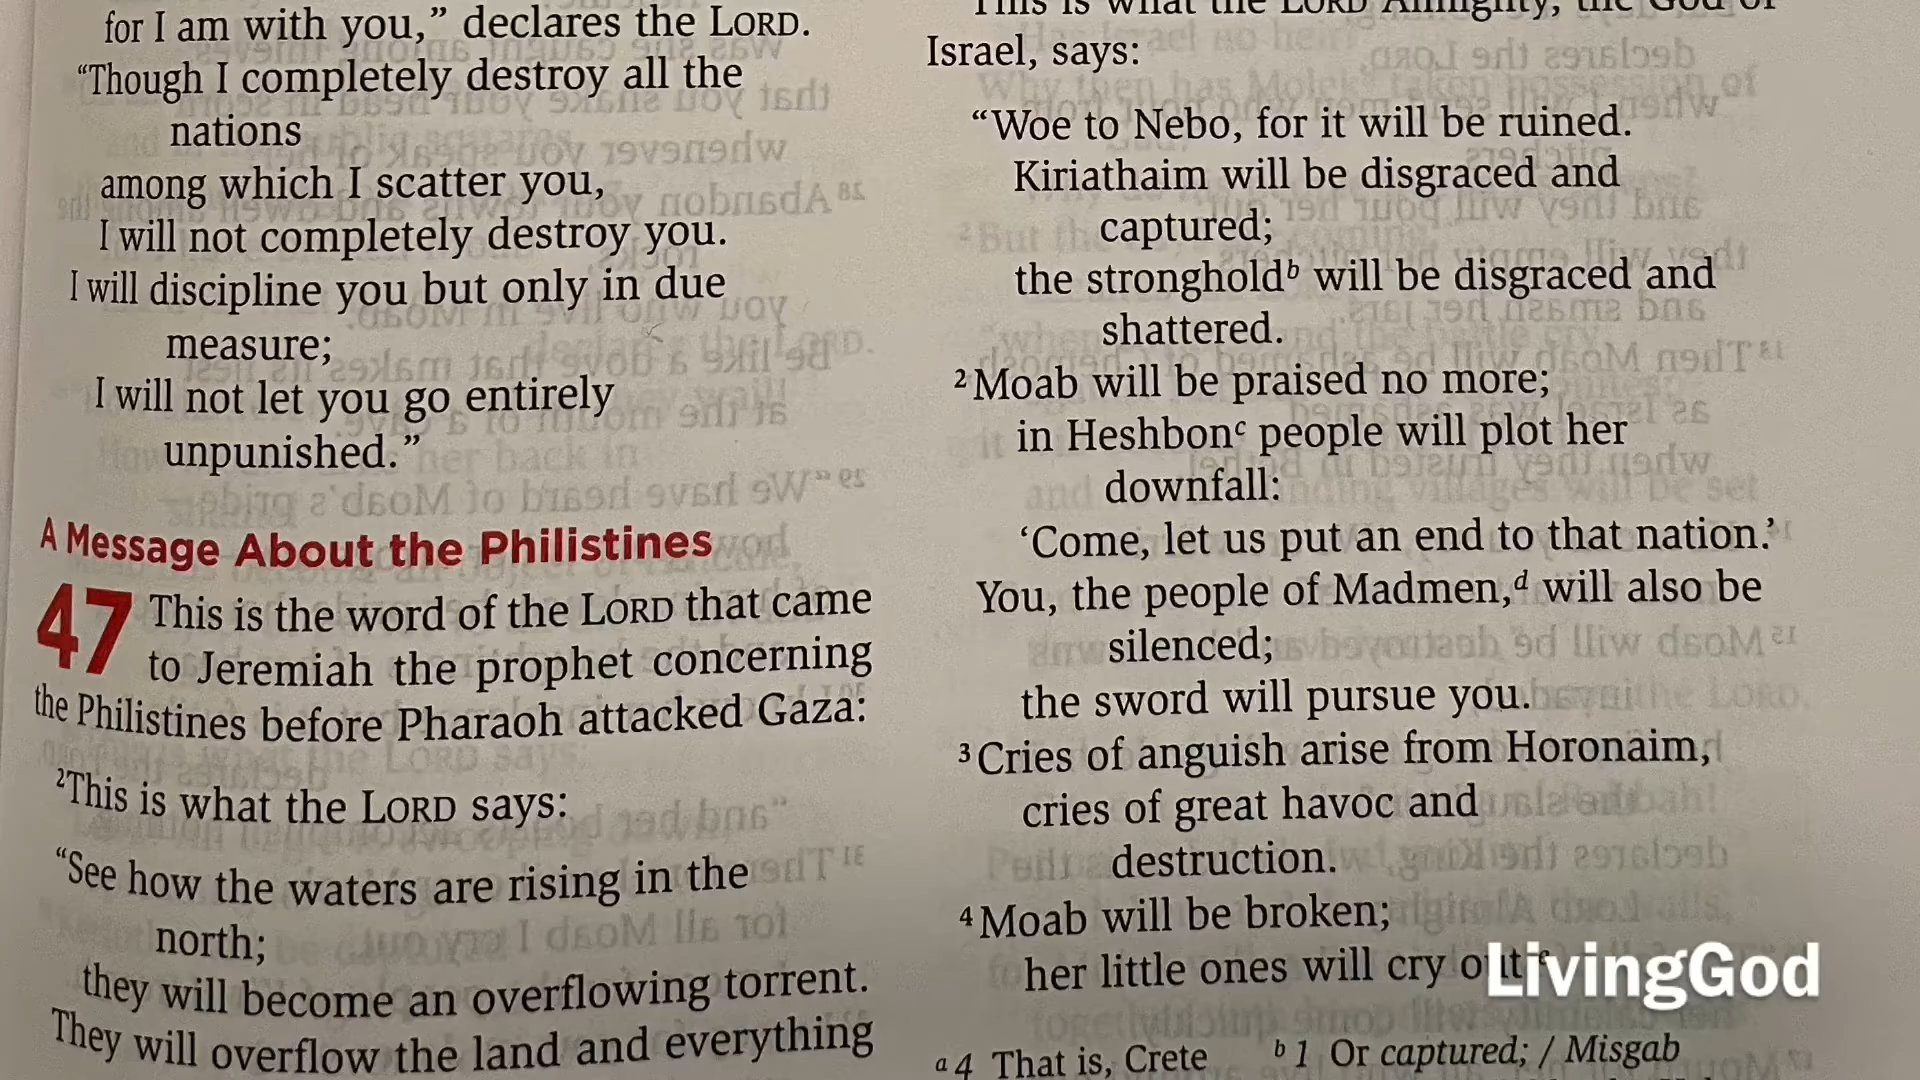 for I am with you,” declares the LORD.
“Though I completely destroy all the
nations
among which I scatter you,
I will not completely destroy you.
I will discipline you but only in due
measure;
I will not let you go entirely
unpunished.”
A Message About the Philistines
47 This is the word of the LORD that came
to Jeremiah the prophet concerning
the Philistines before Pharaoh attacked Gaza:
2 This is what the LORD says:
“See how the waters are rising in the
north;
they will become an overflowing torrent.
They will overflow the land and everything
This is what the LORD Almighty, the God of
Israel, says:
“Woe to Nebo, for it will be ruined.
Kiriathaim will be disgraced and
captured;
the stronghold b will be disgraced and
shattered.
2 Moab will be praised no more;
in Heshbon c people will plot her
downfall:
‘Come, let us put an end to that nation.’
You, the people of Madmen, d will also be
silenced;
the sword will pursue you.
3 Cries of anguish arise from Horonaim,
cries of great havoc and
destruction.
4 Moab will be broken;
her little ones will cry out.
a 4 That is, Crete b 1 Or captured; / Misgab
LivingGod